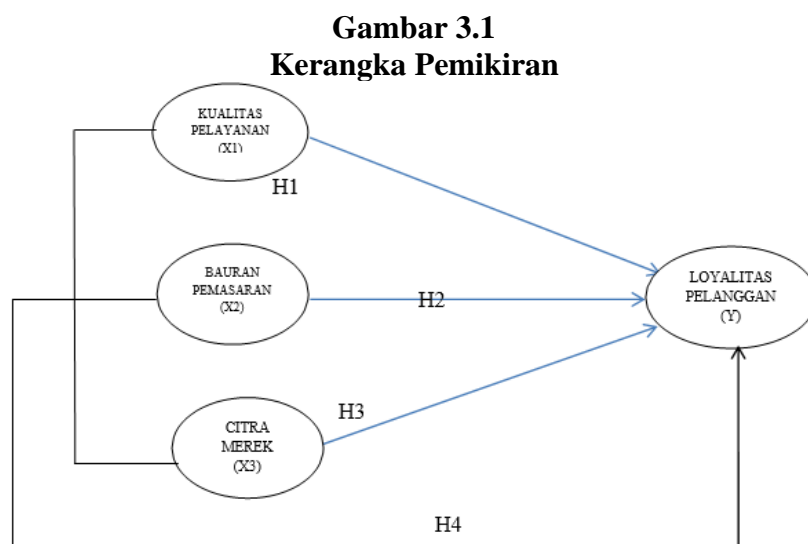 Gambar 3.1
Kerangka Pemikiran
KUALITAS
PELAYANAN
(X1)
H1
BAURAN
PEMASARAN
(X2)
H2
LOYALITAS
PELANGGAN
(Y)
H3
CITRA
MEREK
(X3)
H4